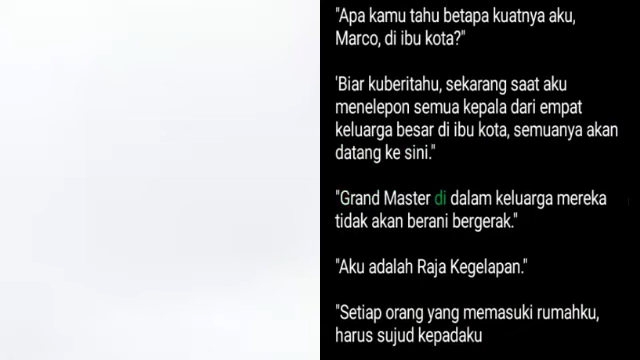 "Apa kamu tahu betapa kuatnya aku,
Marco, di ibu kota?"
'Biar kuberitahu, sekarang saat aku
menelepon semua kepala dari empat
keluarga besar di ibu kota, semuanya akan
datang ke sini."
"Grand Master di dalam keluarga mereka
tidak akan berani bergerak."
"Aku adalah Raja Kegelapan."
"Setiap orang yang memasuki rumahku,
harus sujud kepadaku